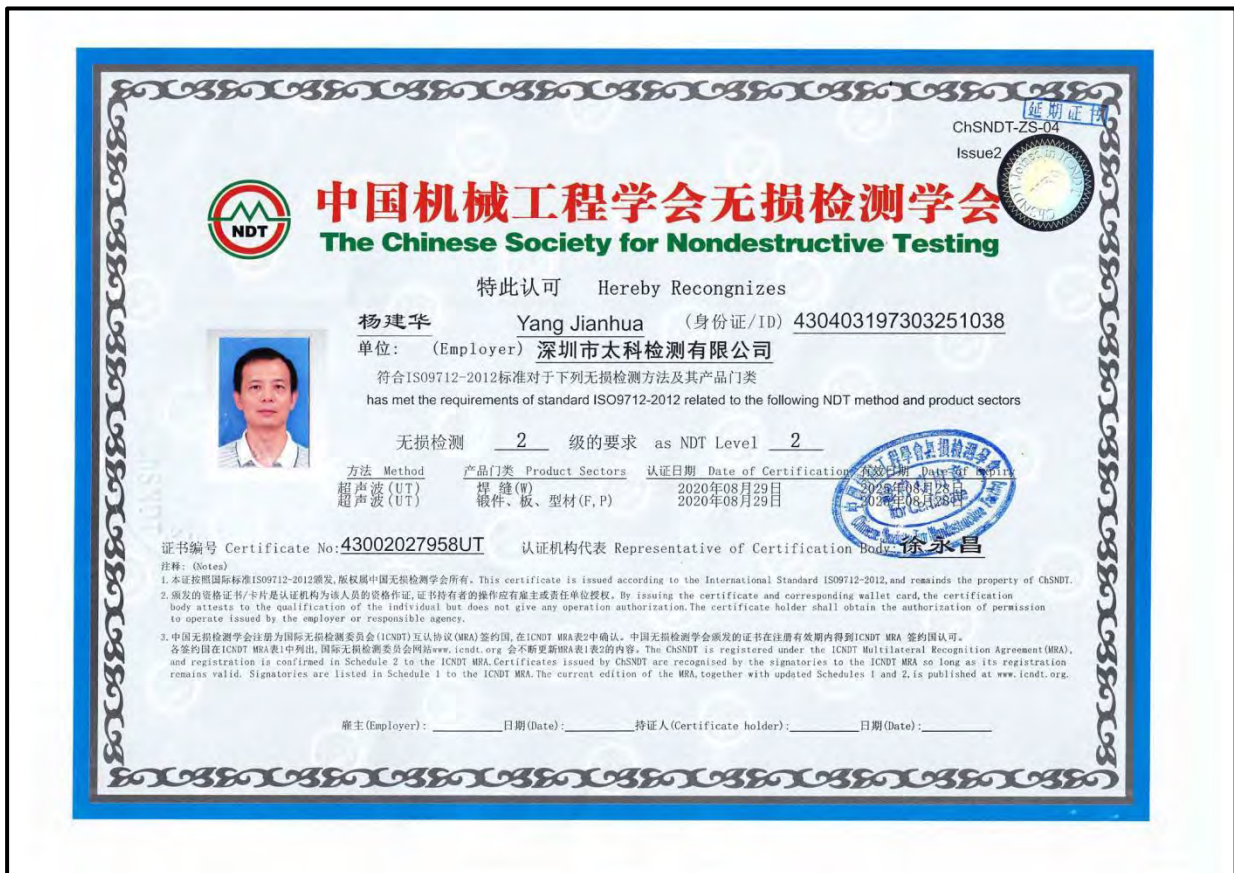 延期证书
ChSNDT-ZS-04
Issue2
NDT
中国机械工程学会无损检测学会
The Chinese Society for Nondestructive Testing
特此认可 Hereby Recongnizes
杨建华 Yang Jianhua (身份证/ID) 430403197303251038
单位: (Employer) 深圳市太科检测有限公司
符合ISO9712-2012标准对于下列无损检测方法及其产品门类
has met the requirements of standard ISO9712-2012 related to the following NDT method and product sectors
无损检测 2 级的要求 as NDT Level 2
方法 Method 产品门类 Product Sectors 认证日期 Date of Certification 有效日期 Date of Expiry
超声波(UT) 焊 缝(W) 2020年08月29日 2025年08月28日
超声波(UT) 锻件、板、型材(F,P) 2020年08月29日 2025年08月28日
证书编号 Certificate No:43002027958UT 认证机构代表 Representative of Certification Body:徐永昌
注释: (Notes)
1.本证按照国际标准ISO9712-2012颁发,版权属中国无损检测学会所有。This certificate is issued according to the International Standard ISO9712-2012,and remainds the property of ChSNDT.
2.颁发的资格证书/卡片是认证机构为该人员的资格作证,证书持有者的操作应有雇主或责任单位授权。By issuing the certificate and corresponding wallet card,the certification
body attests to the qualification of the individual but does not give any operation authorization.The certificate holder shall obtain the authorization of permission
to operate issued by the employer or responsible agency.
3.中国无损检测学会注册为国际无损检测委员会(ICNDT)互认协议(MRA)签约国,在ICNDT MRA表2中确认。中国无损检测学会颁发的证书在注册有效期内得到ICNDT MRA 签约国认可。
各签约国在ICNDT MRA表1中列出,国际无损检测委员会网站www.icndt.org 会不断更新MRA表1表2的内容。The ChSNDT is registered under the ICNDT Multilateral Recognition Agreement(MRA),
and registration is confirmed in Schedule 2 to the ICNDT MRA.Certificates issued by ChSNDT are recognised by the signatories to the ICNDT MRA so long as its registration
remains valid. Signatories are listed in Schedule 1 to the ICNDT MRA.The current edition of the MRA,together with updated Schedules 1 and 2,is published at www.icndt.org.
雇主(Employer): 日期(Date): 持证人(Certificate holder): 日期(Date):